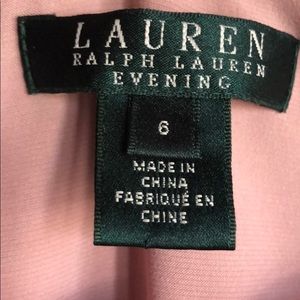 LAUREN
RALPH LAUREN
EVENING
6
MADE IN
CHINA
FABRIQUÉ EN
CHINE